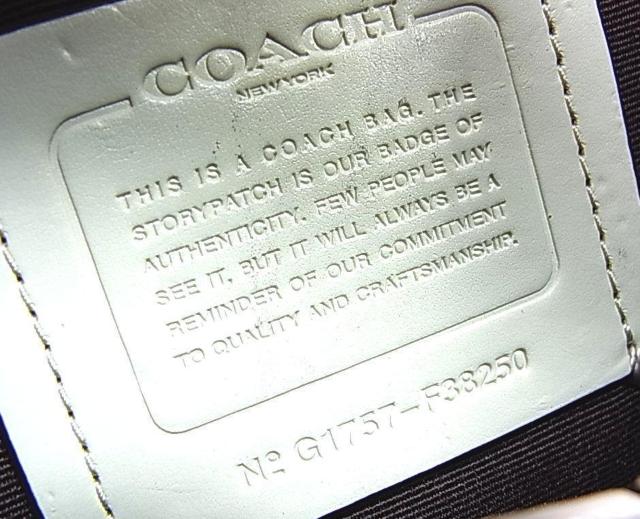 COACH
NEW YORK
THIS IS A COACH BAG. THE
STORYPATCH IS OUR BADGE OF
AUTHENTICITY. FEW PEOPLE MAY
SEE IT, BUT IT WILL ALWAYS BE A
REMINDER OF OUR COMMITMENT
TO QUALITY AND CRAFTSMANSHIP.
Nº G1757-F38250